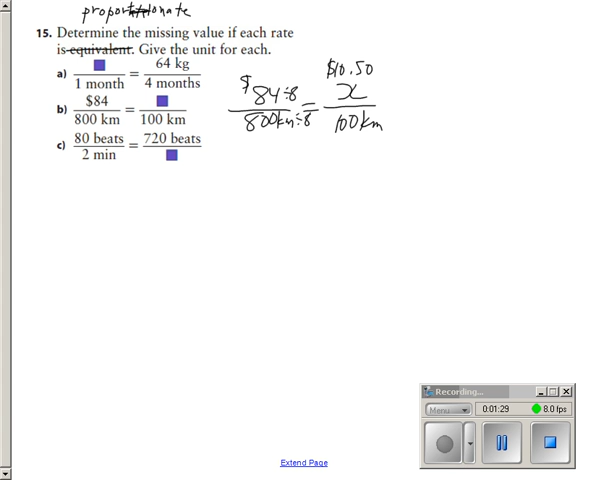 proportionate
15. Determine the missing value if each rate
is equivalent. Give the unit for each.
a) ■/1 month = 64 kg/4 months
b) $84/800 km = ■/100 km
c) 80 beats/2 min = 720 beats/■
$10.50
$84÷8 = x
800km÷8 100km
Recording...
Menu 0:01:29 8.0 fps
Extend Page